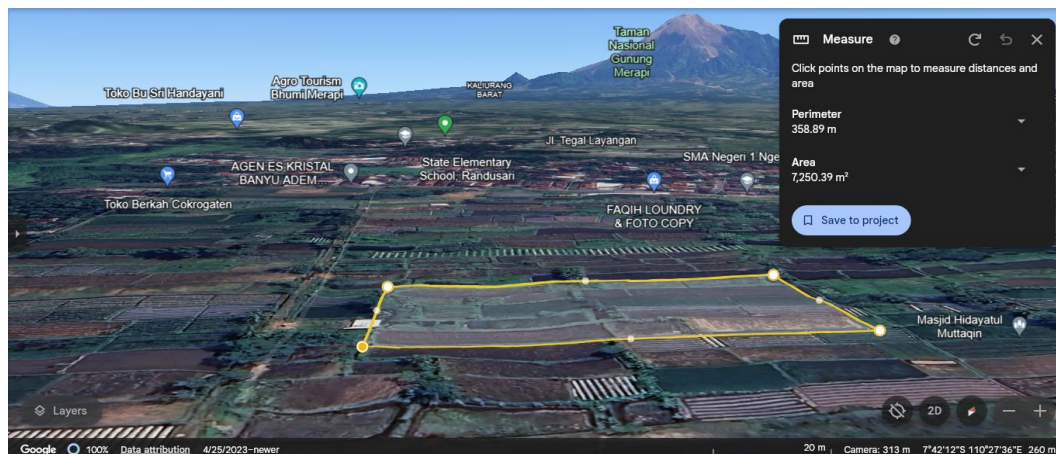 Taman
Nasional
Gunung
Merapi
Toko Bu Sri Handayani
Agro Tourism
Bhumi Merapi
KALIURANG
BARAT
Jl. Tegal Layangan
AGEN ES KRISTAL
BANYU ADEM
State Elementary
School, Randusari
SMA Negeri 1 Nge
Toko Berkah Cokrogaten
FAQIH LOUNDRY
& FOTO COPY
Masjid Hidayatul
Muttaqin
Measure
Click points on the map to measure distances and
area
Perimeter
358.89 m
Area
7,250.39 m²
Save to project
Layers
2D
Google 100% Data attribution 4/25/2023-newer
20 m Camera: 313 m 7°42'12"S 110°27'36"E 260 m